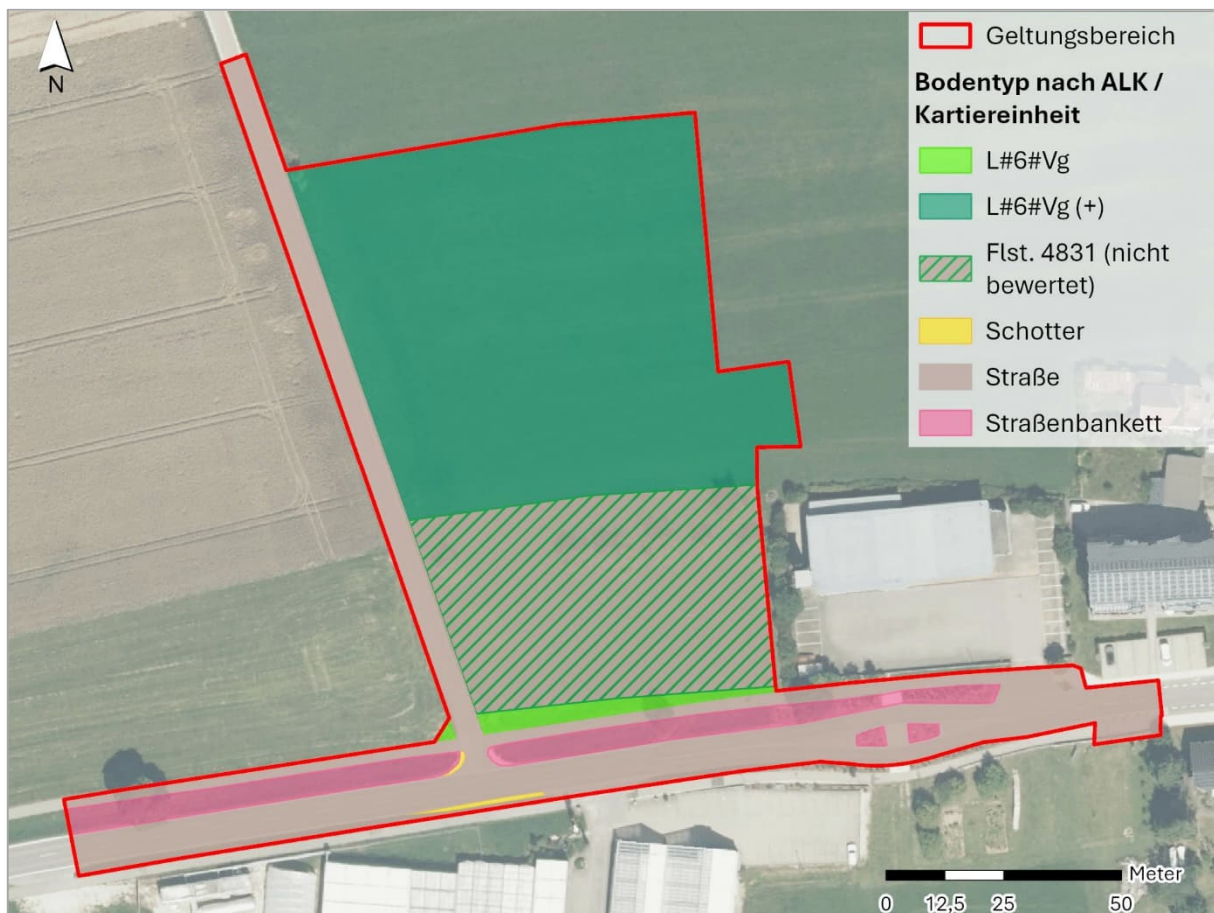 N
Geltungsbereich
Bodentyp nach ALK /
Kartiereinheit
L#6#Vg
L#6#Vg (+)
Flst. 4831 (nicht
bewertet)
Schotter
Straße
Straßenbankett
Meter
0 12,5 25 50